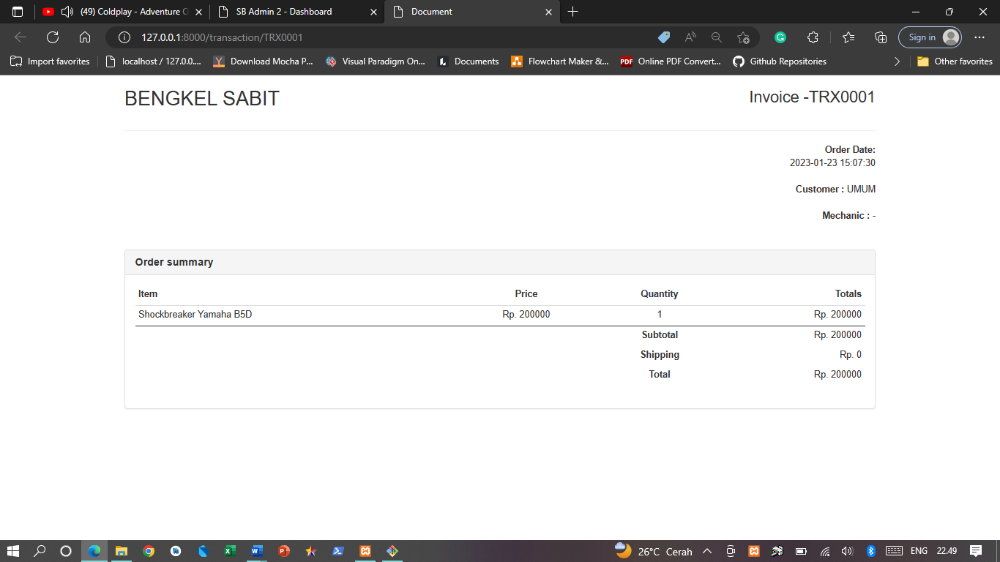 (49) Coldplay - Adventure O
SB Admin 2 - Dashboard
Document
127.0.0.1:8000/transaction/TRX0001
Sign in
Import favorites
localhost / 127.0.0....
Download Mocha P...
Visual Paradigm On...
Documents
Flowchart Maker &...
PDF
Online PDF Convert...
Github Repositories
Other favorites
BENGKEL SABIT
Invoice -TRX0001
Order Date:
2023-01-23 15:07:30
Customer : UMUM
Mechanic : -
Order summary
Item Price Quantity Totals
Shockbreaker Yamaha B5D Rp. 200000 1 Rp. 200000
Subtotal Rp. 200000
Shipping Rp. 0
Total Rp. 200000
26°C Cerah
ENG
22.49